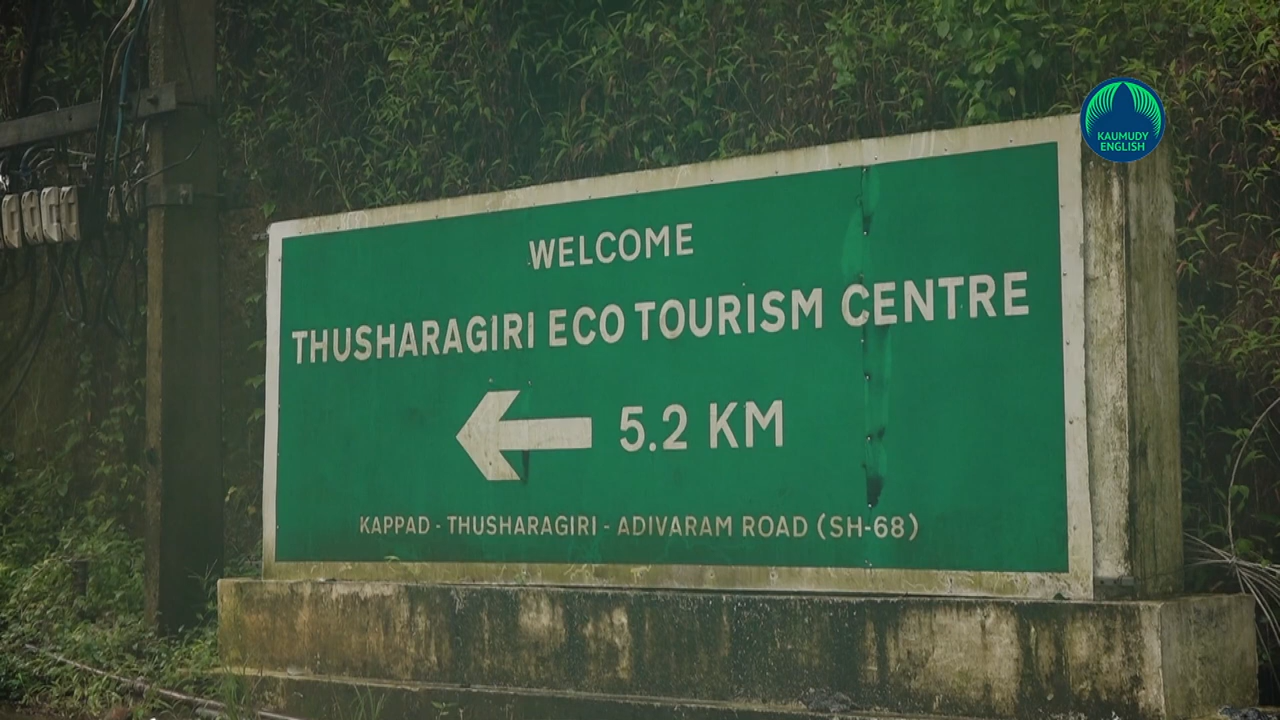 KAUMUDY
ENGLISH
WELCOME
THUSHARAGIRI ECO TOURISM CENTRE
5.2 KM
KAPPAD - THUSHARAGIRI - ADIVARAM ROAD (SH-68)